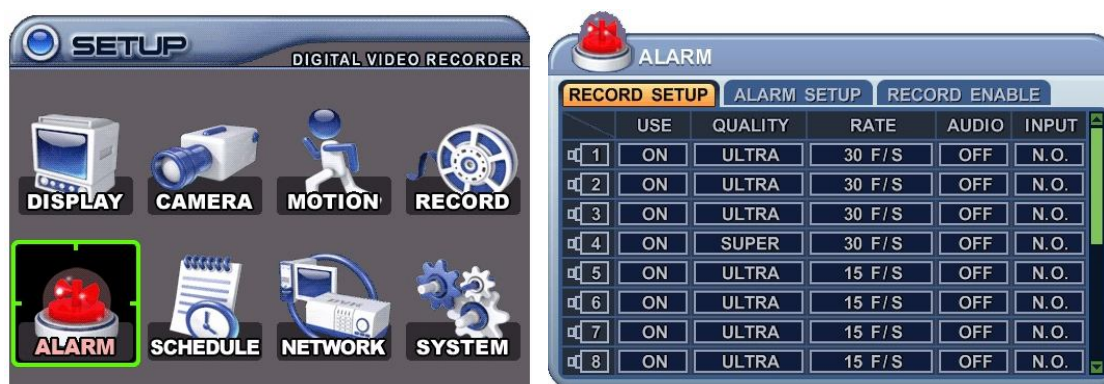 SETUP
DIGITAL VIDEO RECORDER
DISPLAY CAMERA MOTION RECORD
ALARM SCHEDULE NETWORK SYSTEM
ALARM
RECORD SETUP ALARM SETUP RECORD ENABLE
USE QUALITY RATE AUDIO INPUT
1 ON ULTRA 30 F/S OFF N.O.
2 ON ULTRA 30 F/S OFF N.O.
3 ON ULTRA 30 F/S OFF N.O.
4 ON SUPER 30 F/S OFF N.O.
5 ON ULTRA 15 F/S OFF N.O.
6 ON ULTRA 15 F/S OFF N.O.
7 ON ULTRA 15 F/S OFF N.O.
8 ON ULTRA 15 F/S OFF N.O.